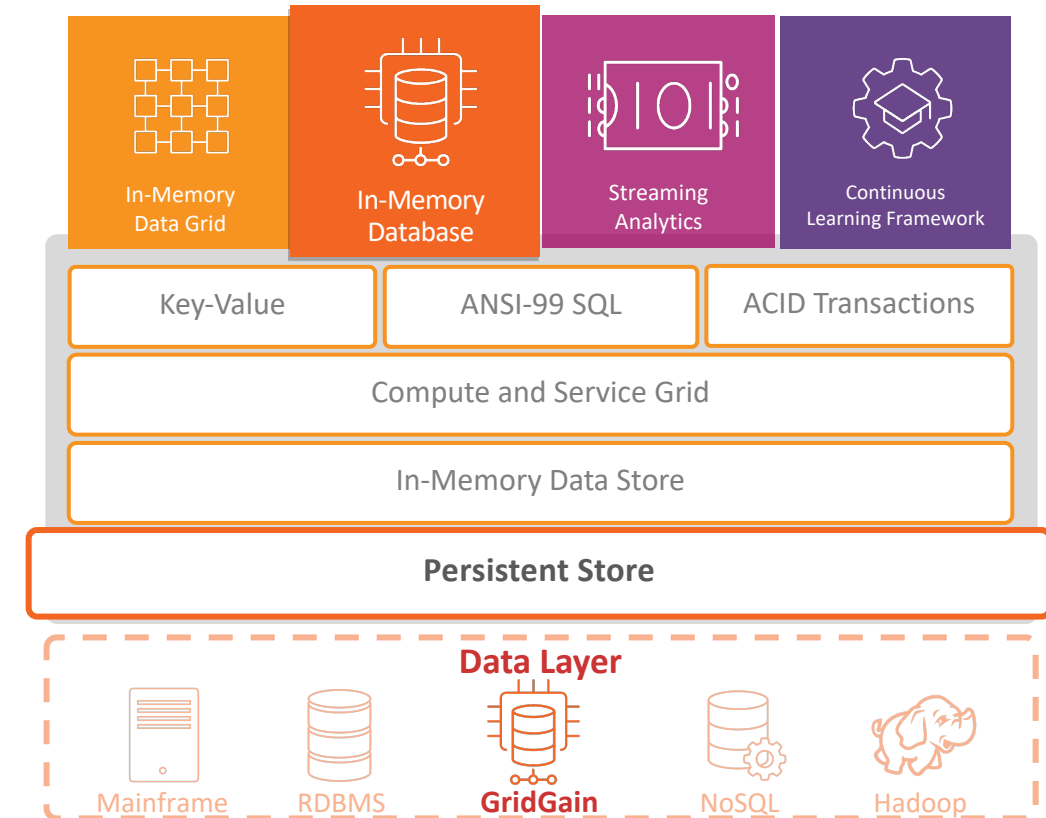 In-Memory
Data Grid
In-Memory
Database
Streaming
Analytics
Continuous
Learning Framework
Key-Value
ANSI-99 SQL
ACID Transactions
Compute and Service Grid
In-Memory Data Store
Persistent Store
Data Layer
Mainframe
RDBMS
GridGain
NoSQL
Hadoop